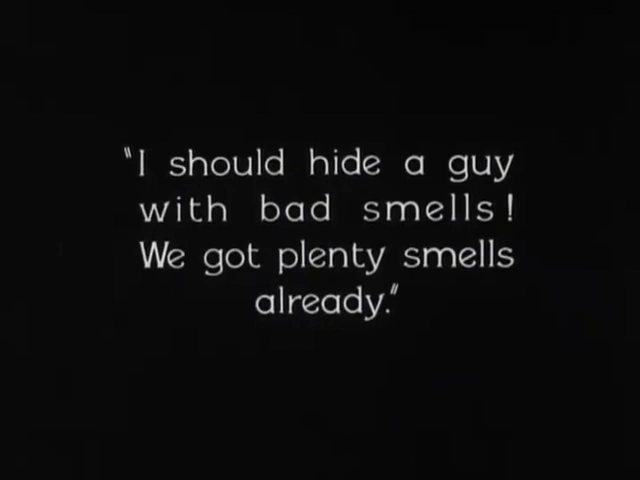 "I should hide a guy
with bad smells!
We got plenty smells
already."